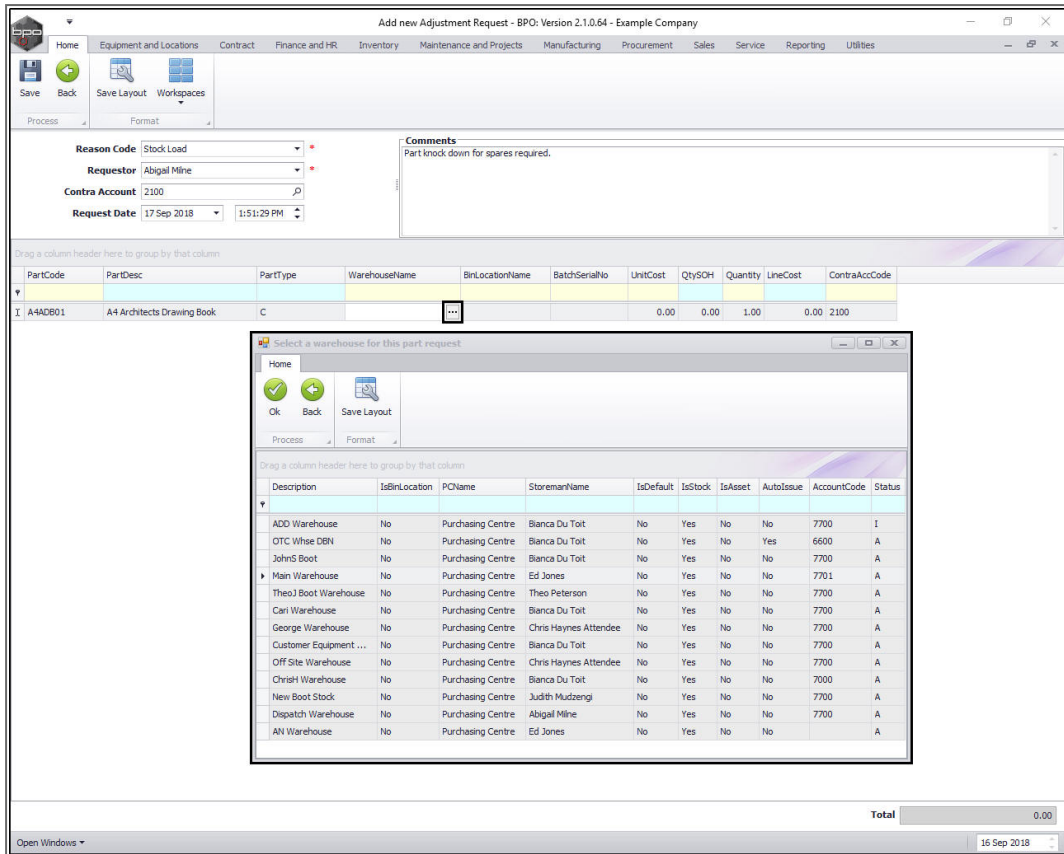 Add new Adjustment Request - BPO: Version 2.1.0.64 - Example Company
bpo
Home Equipment and Locations Contract Finance and HR Inventory Maintenance and Projects Manufacturing Procurement Sales Service Reporting Utilities
Save Back Save Layout Workspaces
Process Format
Reason Code Stock Load *
Requestor Abigail Milne *
Contra Account 2100
Request Date 17 Sep 2018 1:51:29 PM
Comments
Part knock down for spares required.
Drag a column header here to group by that column
PartCode PartDesc PartType WarehouseName BinLocationName BatchSerialNo UnitCost QtySOH Quantity LineCost ContraAccCode
I A4ADB01 A4 Architects Drawing Book C ... 0.00 0.00 1.00 0.00 2100
Select a warehouse for this part request
Home
Ok Back Save Layout
Process Format
Drag a column header here to group by that column
Description IsBinLocation PCName StoremanName IsDefault IsStock IsAsset AutoIssue AccountCode Status
ADD Warehouse No Purchasing Centre Bianca Du Toit No Yes No No 7700 I
OTC Whse DBN No Purchasing Centre Bianca Du Toit No Yes No Yes 6600 A
JohnS Boot No Purchasing Centre Bianca Du Toit No Yes No No 7700 A
Main Warehouse No Purchasing Centre Ed Jones No Yes No No 7701 A
TheoJ Boot Warehouse No Purchasing Centre Theo Peterson No Yes No No 7700 A
Cari Warehouse No Purchasing Centre Bianca Du Toit No Yes No No 7700 A
George Warehouse No Purchasing Centre Chris Haynes Attendee No Yes No No 7700 A
Customer Equipment ... No Purchasing Centre Bianca Du Toit No Yes No No 7700 A
Off Site Warehouse No Purchasing Centre Chris Haynes Attendee No Yes No No 7700 A
ChrisH Warehouse No Purchasing Centre Bianca Du Toit No Yes No No 7000 A
New Boot Stock No Purchasing Centre Judith Mudzengi No Yes No No 7700 A
Dispatch Warehouse No Purchasing Centre Abigail Milne No Yes No No 7700 A
AN Warehouse No Purchasing Centre Ed Jones No Yes No No A
Total 0.00
Open Windows 16 Sep 2018